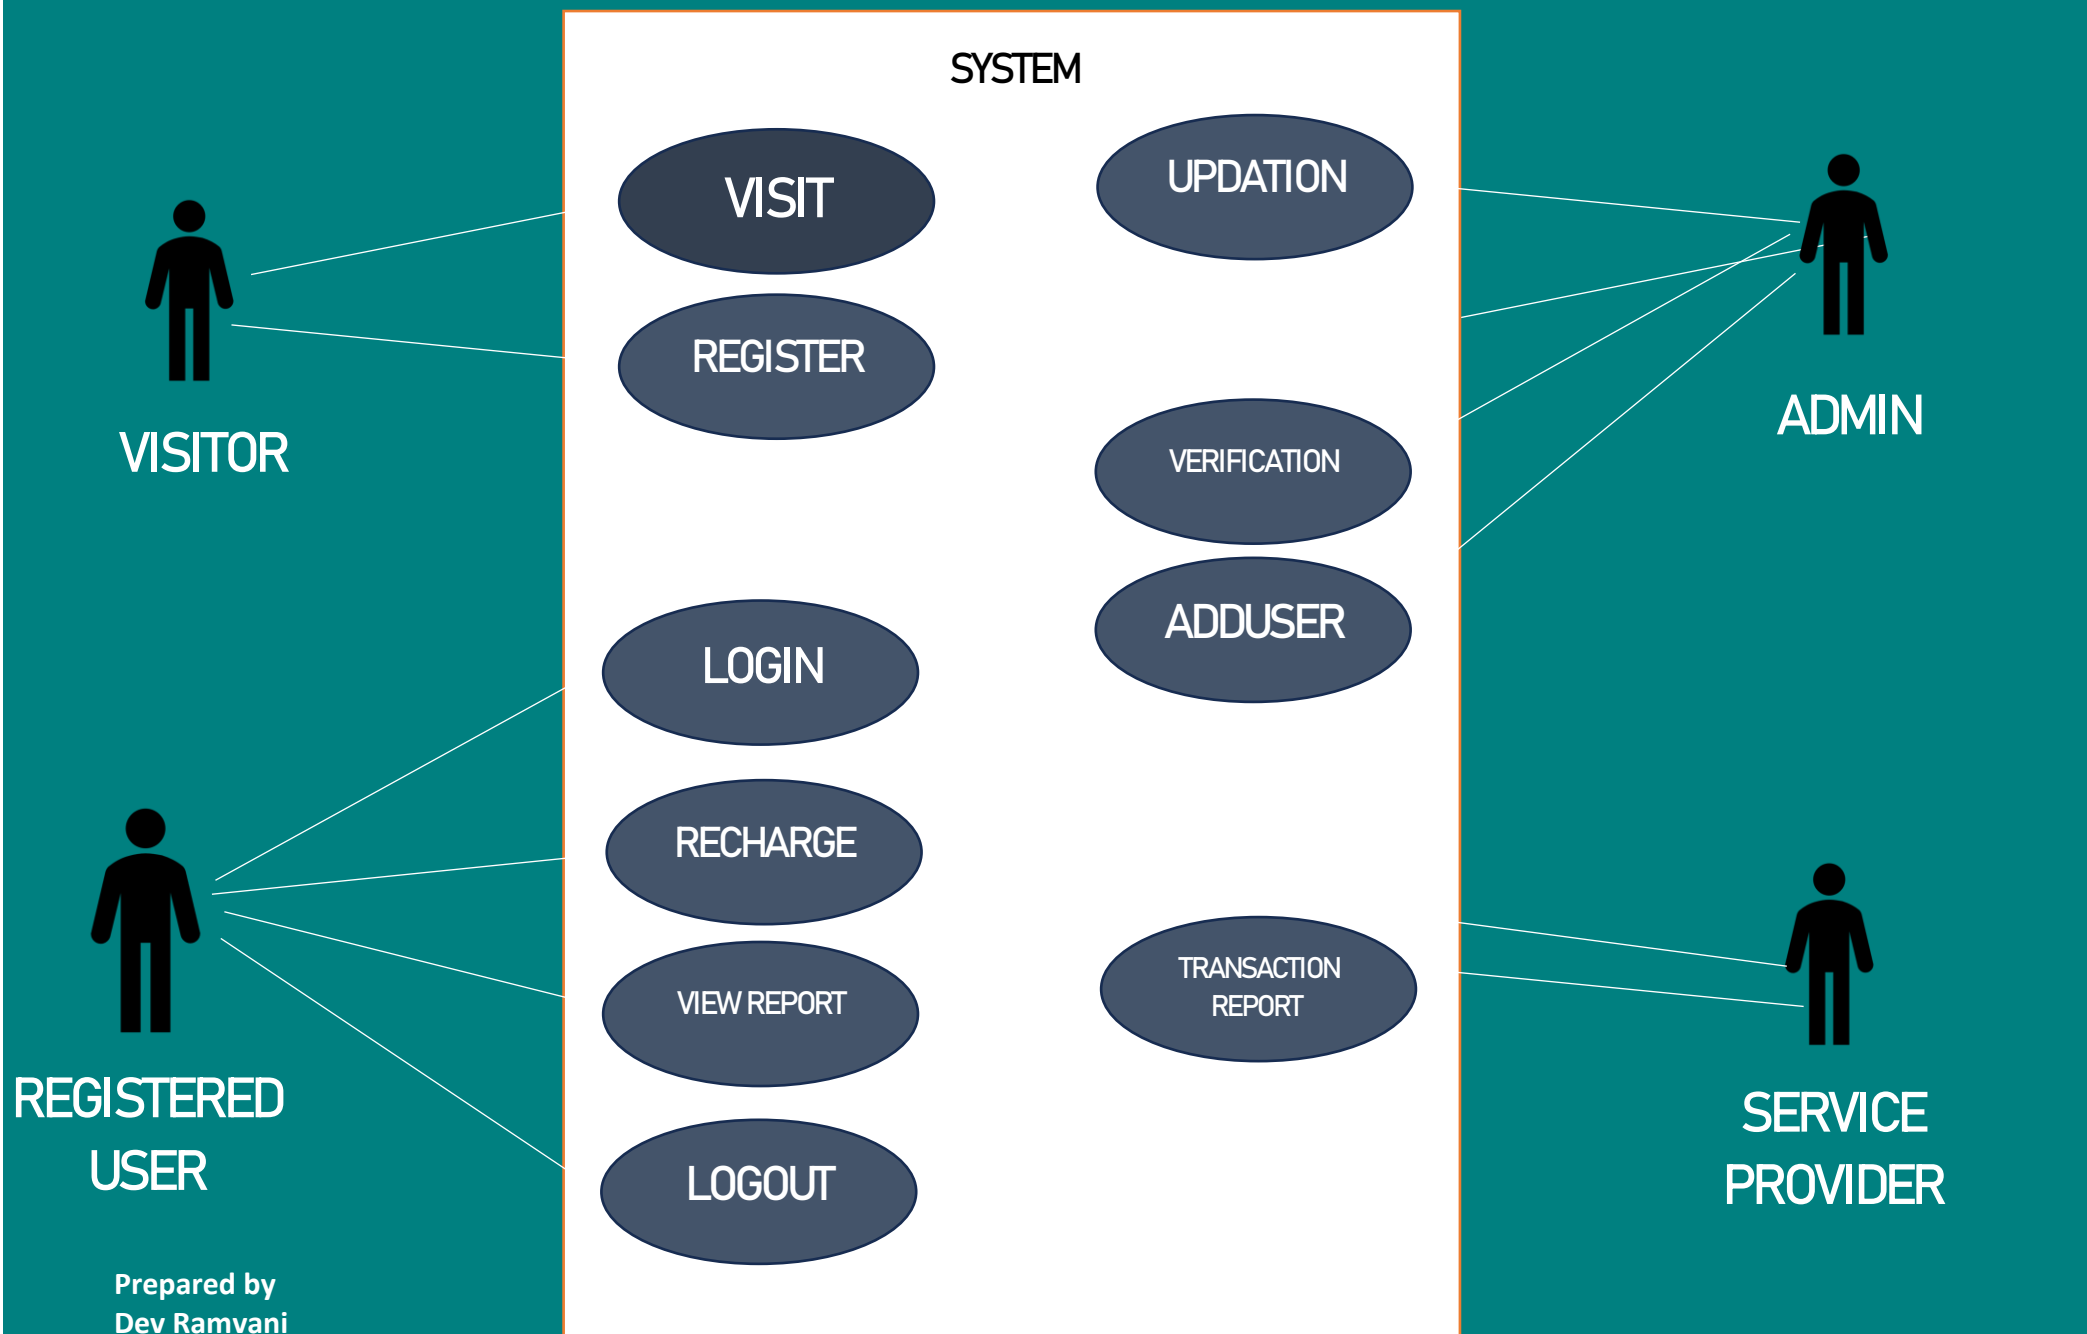 SYSTEM
VISIT
UPDATION
REGISTER
VISITOR
ADMIN
VERIFICATION
ADDUSER
LOGIN
RECHARGE
VIEW REPORT
TRANSACTION
REPORT
LOGOUT
REGISTERED
USER
SERVICE
PROVIDER
Prepared by
Dev Ramvani